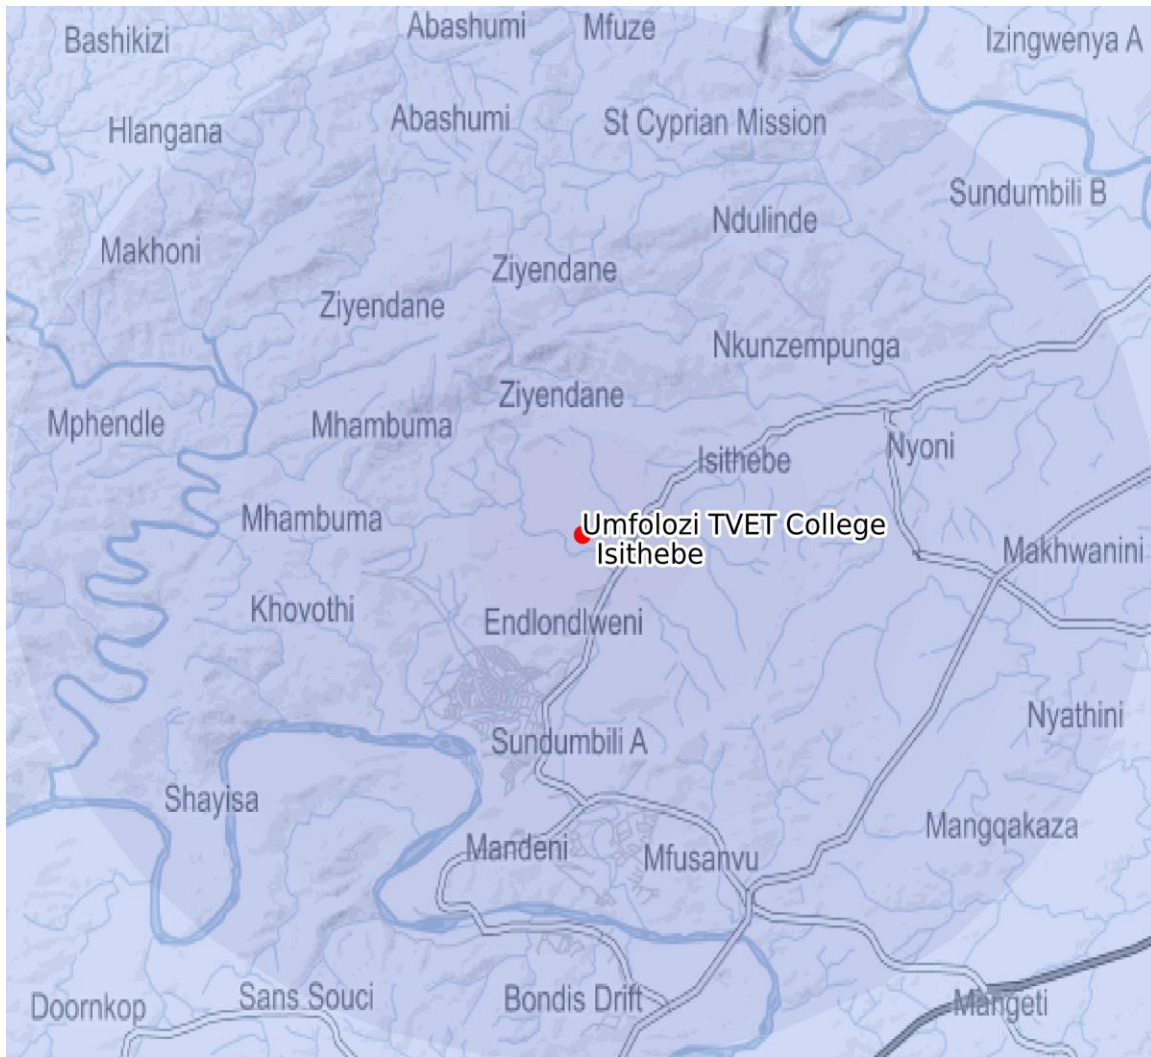 Abashumi
Mfuze
Bashikizi
Izingwenya A
Hlangana
Abashumi
St Cyprian Mission
Sundumbili B
Ndulinde
Makhoni
Ziyendane
Ziyendane
Nkunzempunga
Ziyendane
Mphendle
Mhambuma
Nyoni
Isithebe
Mhambuma
Umfolozi TVET College
Isithebe
Makhwanini
Khovothi
Endlondlweni
Nyathini
Sundumbili A
Shayisa
Mangqakaza
Mandeni
Mfusanvu
Sans Souci
Bondis Drift
Doornkop
Mangeti